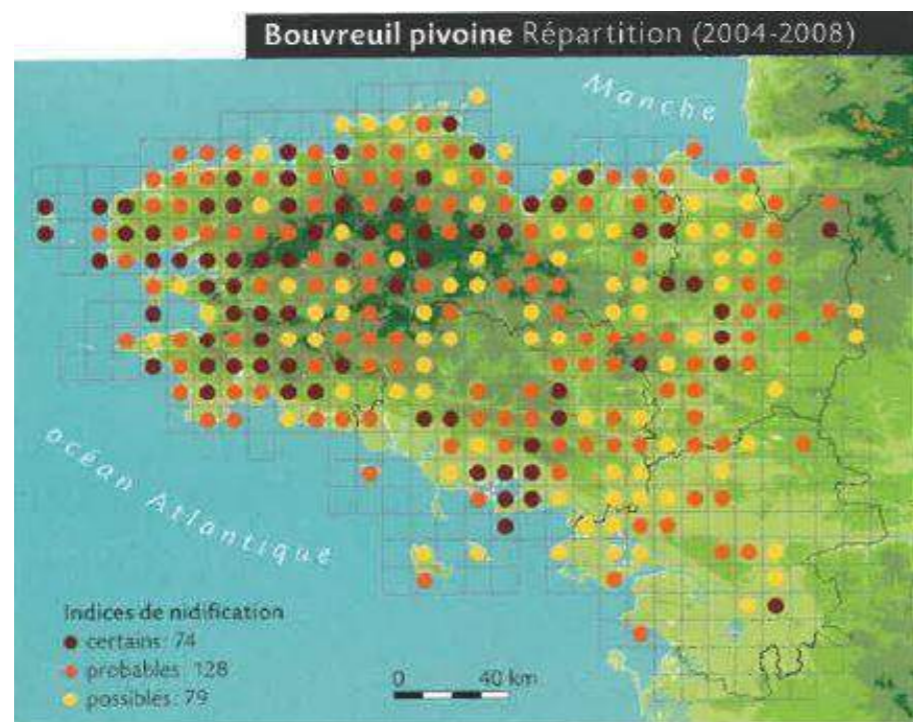 Bouvreuil pivoine Répartition (2004-2008)
Manche
océan Atlantique
Indices de nidification
certains: 74
probables: 128
possibles: 79
0 40 km